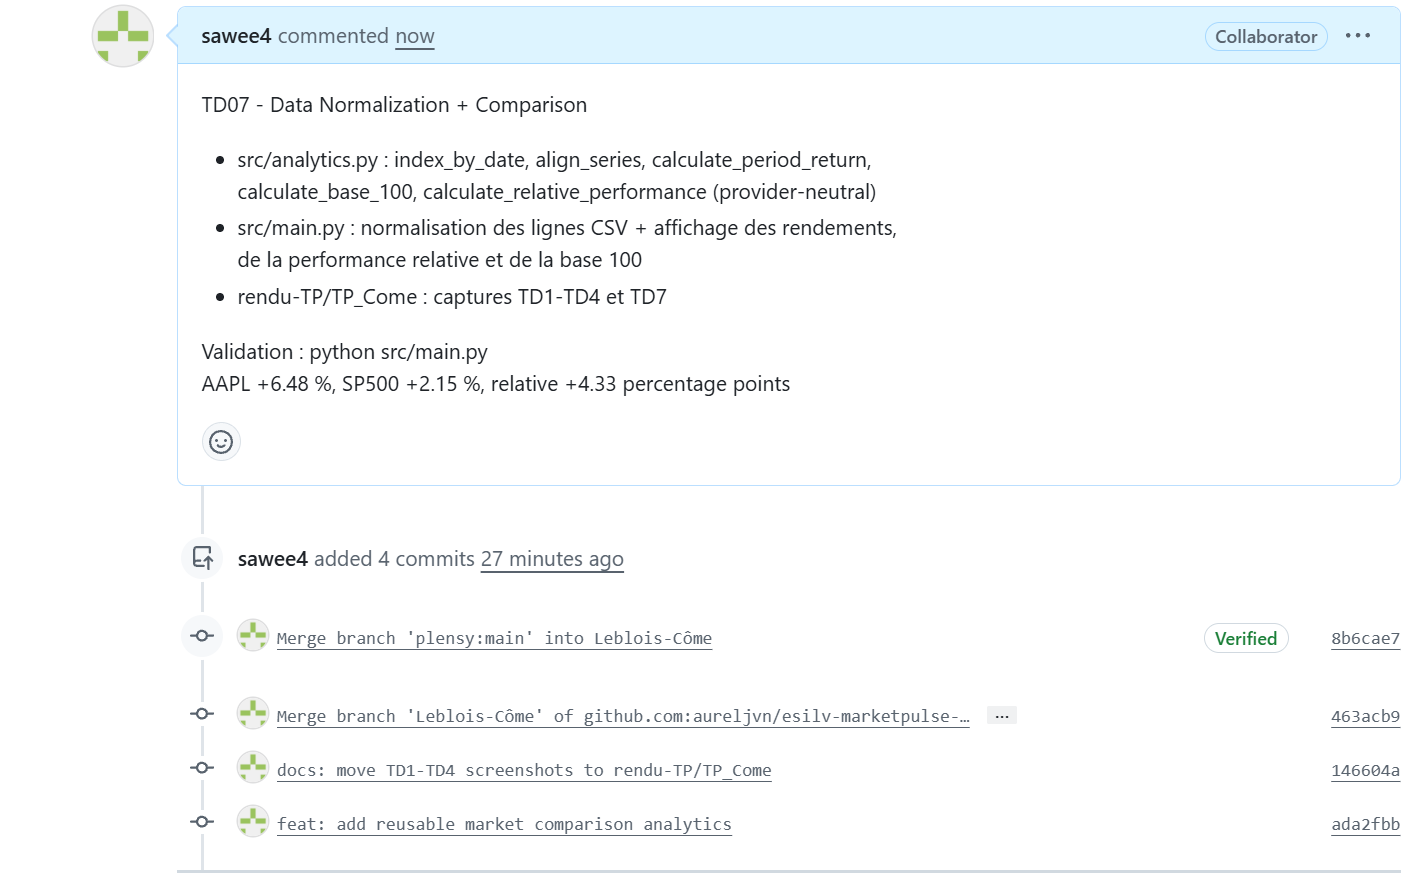 sawee4 commented now
Collaborator
TD07 - Data Normalization + Comparison
src/analytics.py : index_by_date, align_series, calculate_period_return,
calculate_base_100, calculate_relative_performance (provider-neutral)
src/main.py : normalisation des lignes CSV + affichage des rendements,
de la performance relative et de la base 100
rendu-TP/TP_Come : captures TD1-TD4 et TD7
Validation : python src/main.py
AAPL +6.48 %, SP500 +2.15 %, relative +4.33 percentage points
sawee4 added 4 commits 27 minutes ago
Merge branch 'plensy:main' into Leblois-Côme
Verified
8b6cae7
Merge branch 'Leblois-Côme' of github.com:aureljvn/esilv-marketpulse-…
463acb9
docs: move TD1-TD4 screenshots to rendu-TP/TP_Come
146604a
feat: add reusable market comparison analytics
ada2fbb